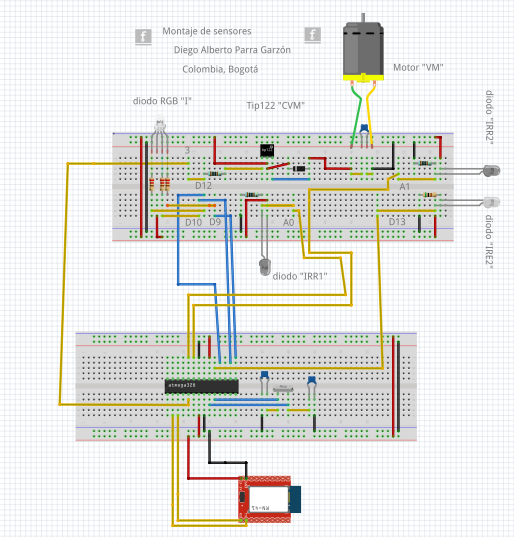 Montaje de sensores
Diego Alberto Parra Garzón
Colombia, Bogotá
Motor "VM"
diodo RGB "I"
Tip122 "CVM"
diodo "IRR2"
3
D12
A1
D10 D9
A0
D13
diodo "IRE2"
diodo "IRR1"
atmega328